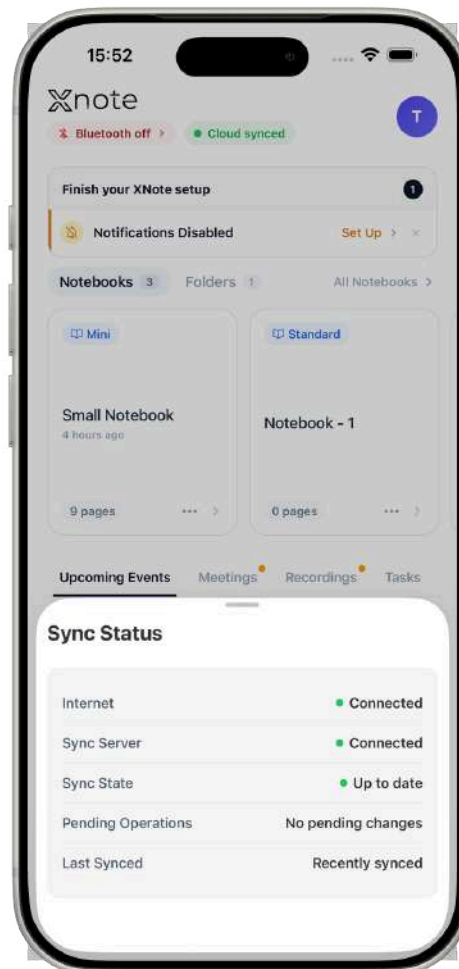 15:52
Xnote
Bluetooth off
Cloud synced
T
Finish your XNote setup 1
Notifications Disabled Set Up
Notebooks 3 Folders 1 All Notebooks
Mini Standard
Small Notebook
4 hours ago
Notebook - 1
9 pages 0 pages
Upcoming Events Meetings Recordings Tasks
Sync Status
Internet Connected
Sync Server Connected
Sync State Up to date
Pending Operations No pending changes
Last Synced Recently synced